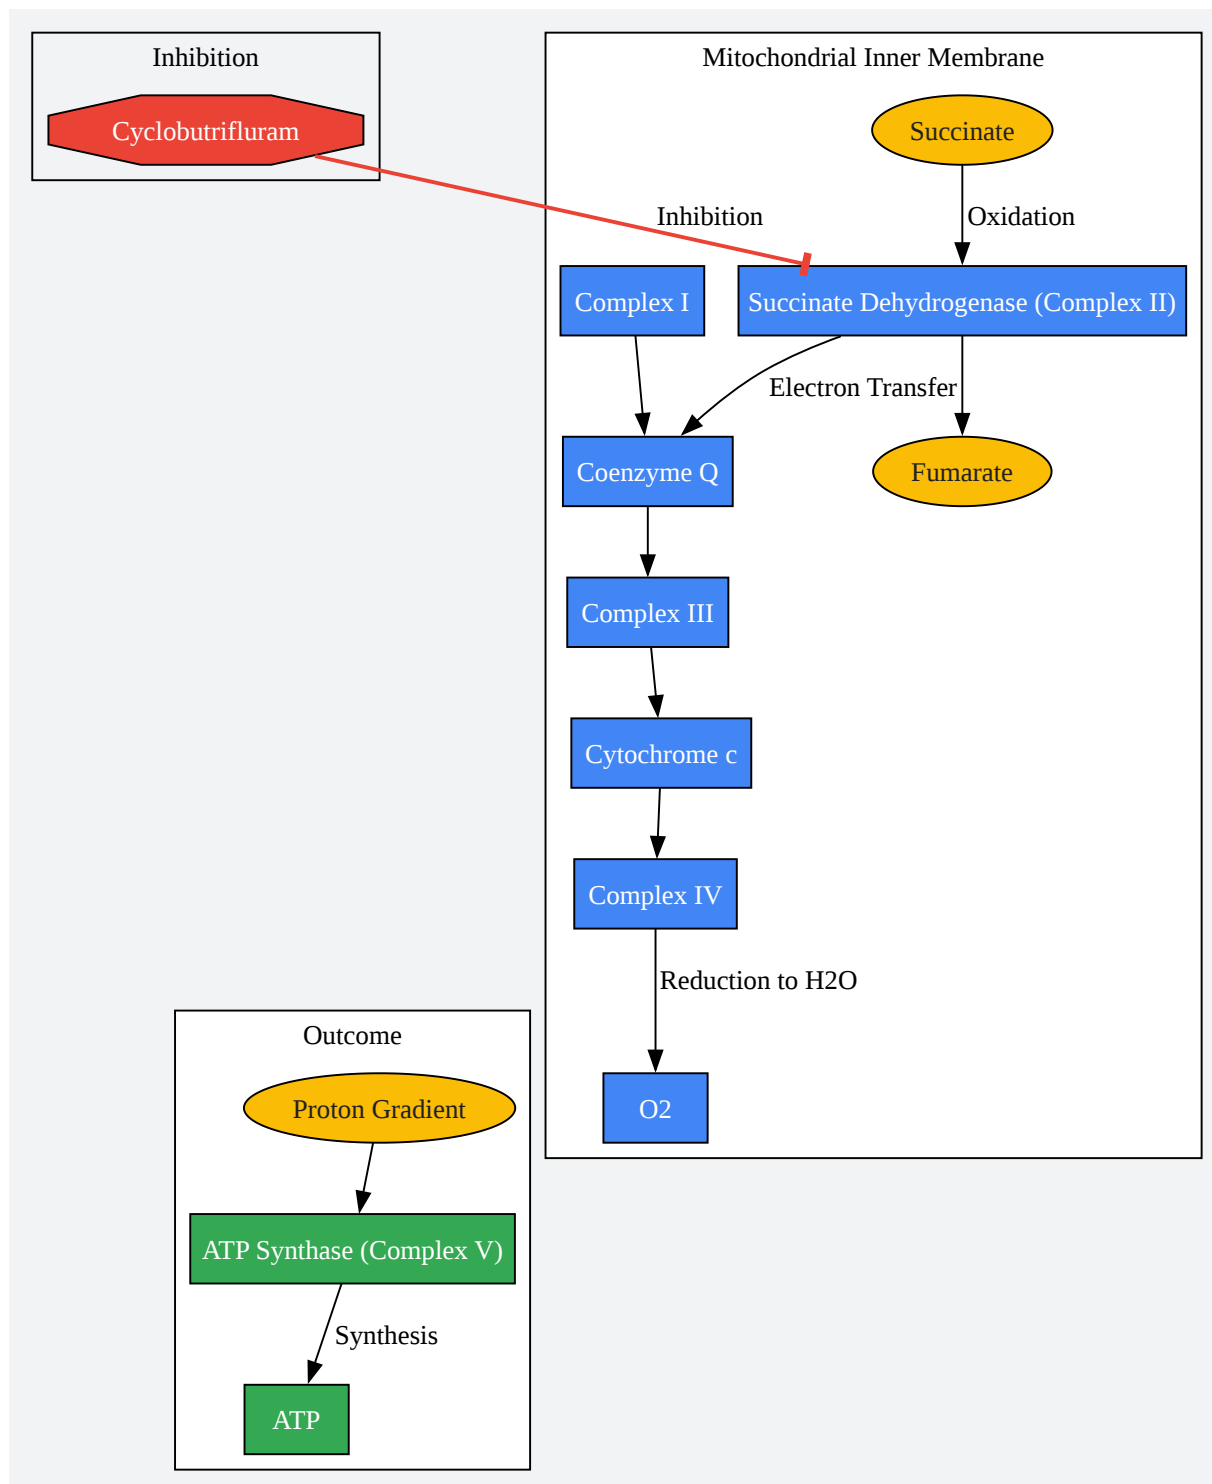 Inhibition
Cyclobutrifluram
Mitochondrial Inner Membrane
Succinate
Inhibition
Oxidation
Complex I
Succinate Dehydrogenase (Complex II)
Electron Transfer
Coenzyme Q
Fumarate
Complex III
Cytochrome c
Complex IV
Reduction to H2O
O2
Outcome
Proton Gradient
ATP Synthase (Complex V)
Synthesis
ATP